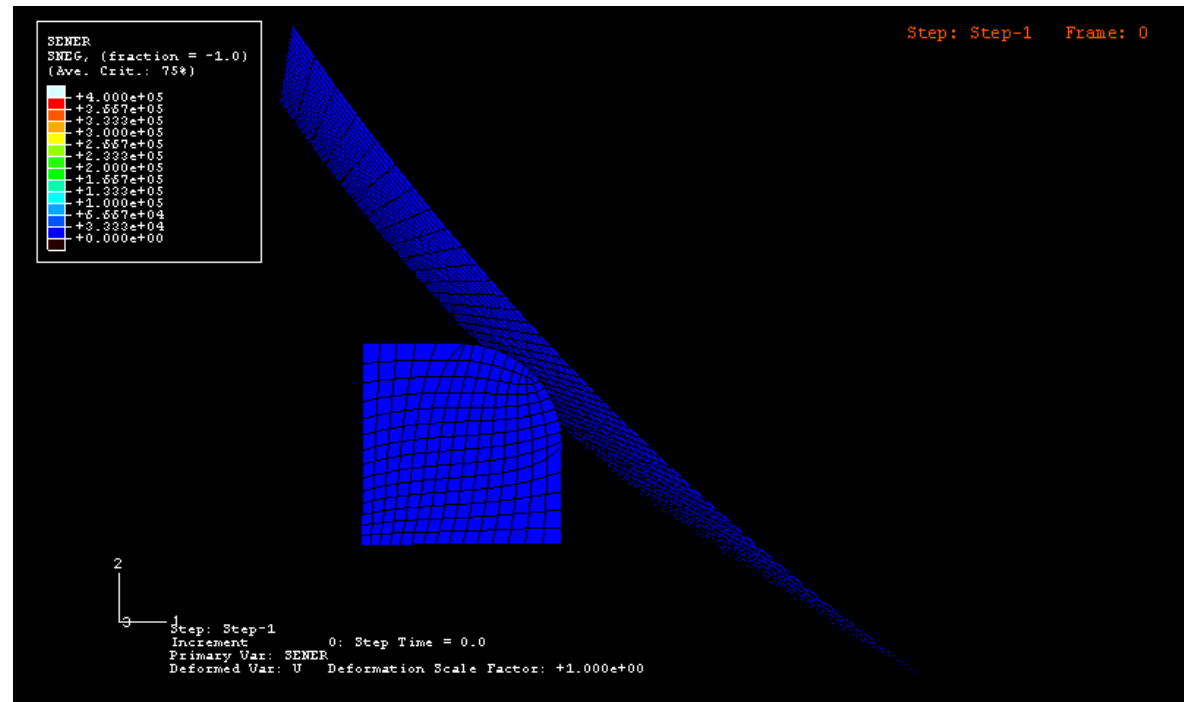 SENER
SNEG, (fraction = -1.0)
(Ave. Crit.: 75%)
+4.000e+05
+3.667e+05
+3.333e+05
+3.000e+05
+2.667e+05
+2.333e+05
+2.000e+05
+1.667e+05
+1.333e+05
+1.000e+05
+6.667e+04
+3.333e+04
+0.000e+00
Step: Step-1 Frame: 0
2
3
1
Step: Step-1
Increment 0: Step Time = 0.0
Primary Var: SENER
Deformed Var: U Deformation Scale Factor: +1.000e+00